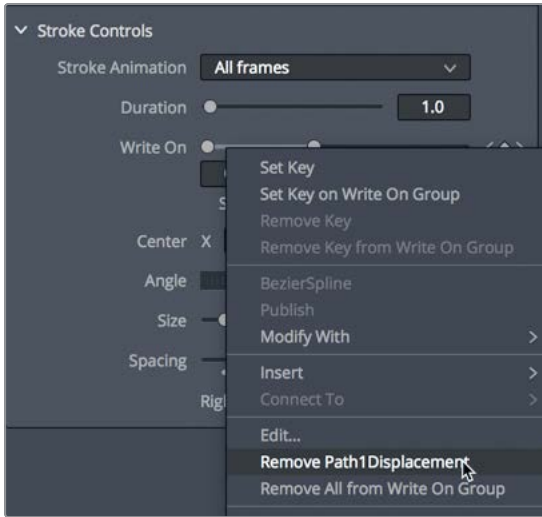 Stroke Controls
Stroke Animation All frames
Duration 1.0
Write On
Set Key
Set Key on Write On Group
Remove Key
Center X
Remove Key from Write On Group
Angle
BezierSpline
Publish
Size
Modify With
Spacing
Insert
Connect To
Edit...
Remove Path1Displacement
Remove All from Write On Group